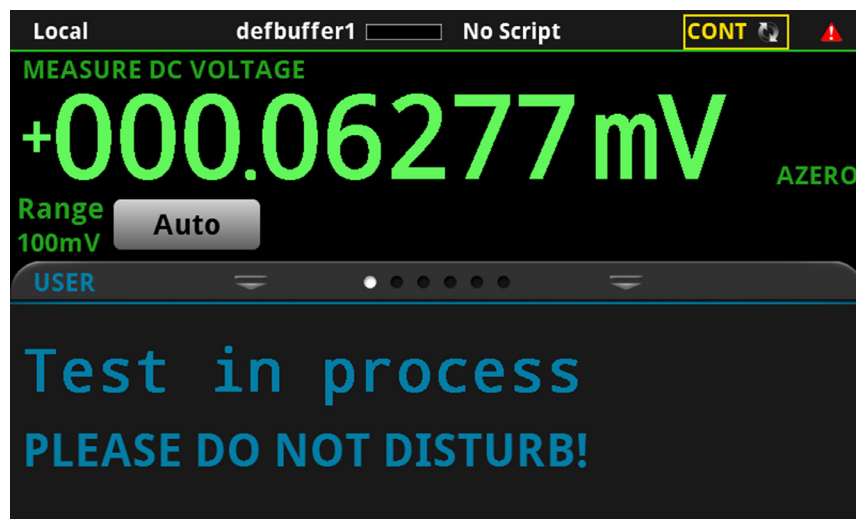 Local defbuffer1 No Script CONT
MEASURE DC VOLTAGE
+000.06277 mV
AZERO
Range
100mV
Auto
USER
Test in process
PLEASE DO NOT DISTURB!